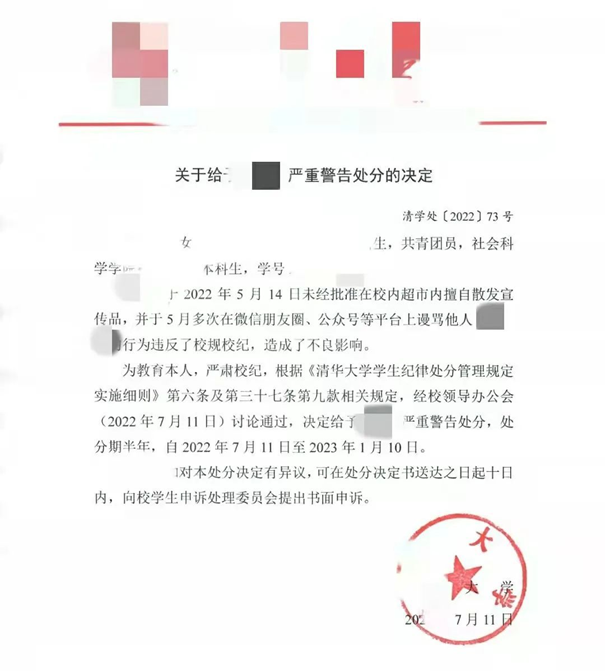 关于给 严重警告处分的决定
清学处〔2022〕73 号
女 生，共青团员，社会科
学学 本科生，学号
于 2022 年 5 月 14 日未经批准在校内超市内擅自散发宣
传品，并于 5 月多次在微信朋友圈、公众号等平台上谩骂他人
行为违反了校规校纪，造成了不良影响。
为教育本人，严肃校纪，根据《清华大学学生纪律处分管理规定
实施细则》第六条及第三十七条第九款相关规定，经校领导办公会
（2022 年 7 月 11 日）讨论通过，决定给予 严重警告处分，处
分期半年，自 2022 年 7 月 11 日至 2023 年 1 月 10 日。
对本处分决定有异议，可在处分决定书送达之日起十日
内，向校学生申诉处理委员会提出书面申诉。
大学
大 学
202 7 月 11 日